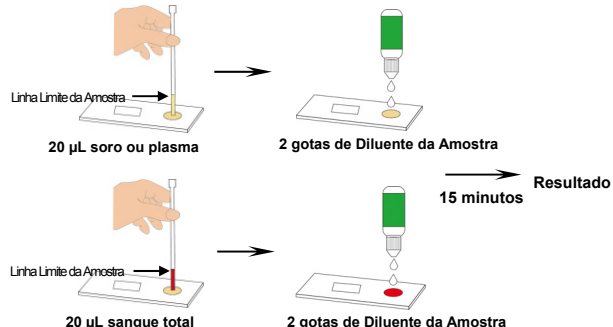 Linha Limite da Amostra
20 µL soro ou plasma
2 gotas de Diluente da Amostra
15 minutos
Resultado
Linha Limite da Amostra
20 µL sangue total
2 gotas de Diluente da Amostra